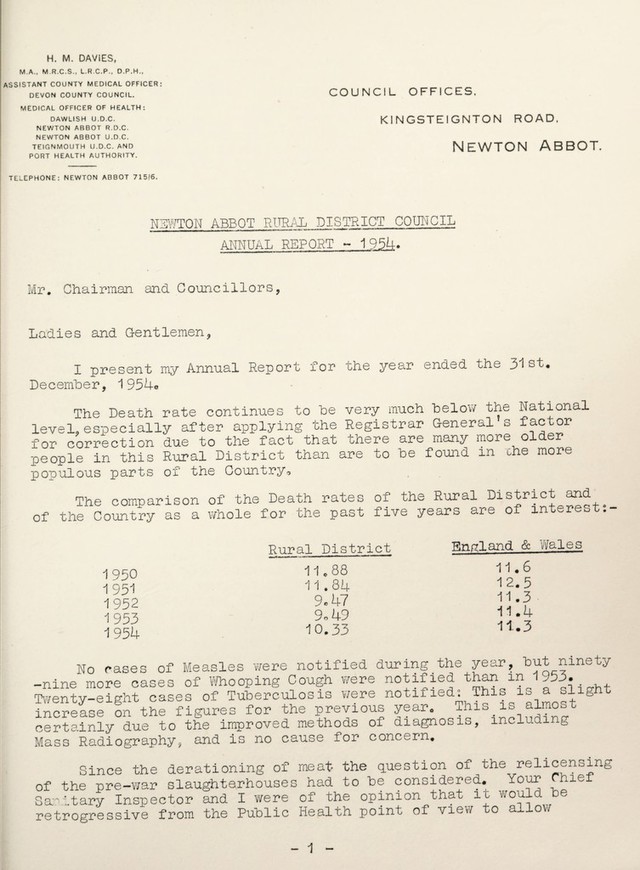 H. M. DAVIES,
M.A., M.R.C.S., L.R.C.P., D.P.H.,
ASSISTANT COUNTY MEDICAL OFFICER:
DEVON COUNTY COUNCIL.
MEDICAL OFFICER OF HEALTH:
DAWLISH U.D.C.
NEWTON ABBOT R.D.C.
NEWTON ABBOT U.D.C.
TEIGNMOUTH U.D.C. AND
PORT HEALTH AUTHORITY.
TELEPHONE: NEWTON ABBOT 715/6.
COUNCIL OFFICES,
KINGSTEIGNTON ROAD,
NEWTON ABBOT.
NEWTON ABBOT RURAL DISTRICT COUNCIL
ANNUAL REPORT - 1954.
Mr. Chairman and Councillors,
Ladies and Gentlemen,
I present my Annual Report for the year ended the 31st.
December, 1954.
The Death rate continues to be very much below the National
level, especially after applying the Registrar General's factor
for correction due to the fact that there are many more older
people in this Rural District than are to be found in the more
populous parts of the Country.
The comparison of the Death rates of the Rural District and
of the Country as a whole for the past five years are of interest:-
Rural District England & Wales
1950 11.88 11.6
1951 11.84 12.5
1952 9.47 11.3
1953 9.49 11.4
1954 10.33 11.3
No cases of Measles were notified during the year, but ninety
-nine more cases of Whooping Cough were notified than in 1953.
Twenty-eight cases of Tuberculosis were notified: This is a slight
increase on the figures for the previous year. This is almost
certainly due to the improved methods of diagnosis, including
Mass Radiography, and is no cause for concern.
Since the derationing of meat the question of the relicensing
of the pre-war slaughterhouses had to be considered. Your Chief
Sanitary Inspector and I were of the opinion that it would be
retrogressive from the Public Health point of view to allow
- 1 -